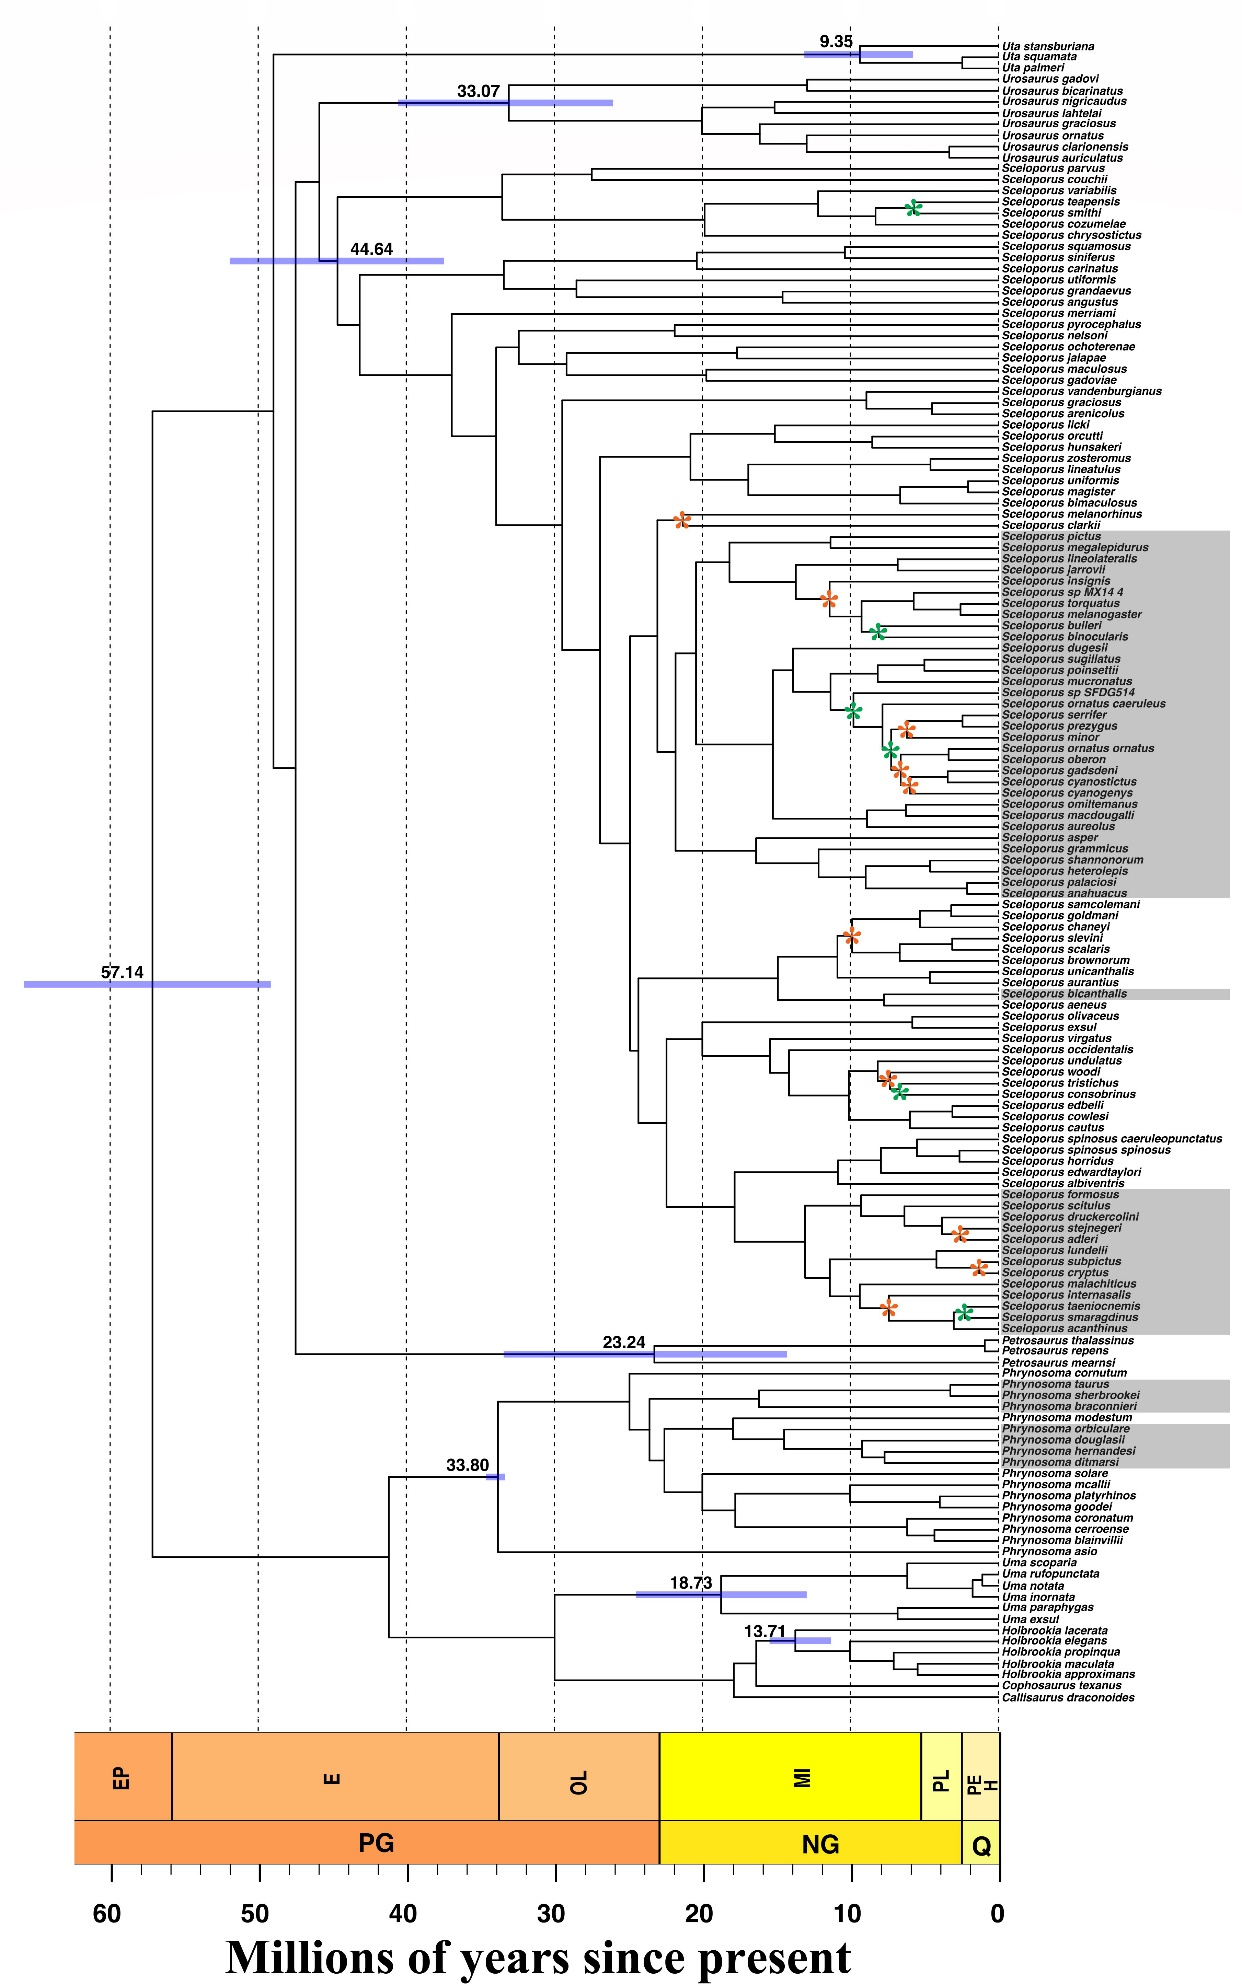 9.35
Uta stansburiana
Uta squamata
Uta palmeri
Urosaurus gadovi
33.07
Urosaurus bicarinatus
Urosaurus nigricaudus
Urosaurus lahtelai
Urosaurus graciosus
Urosaurus ornatus
Urosaurus clarionensis
Urosaurus auriculatus
Sceloporus parvus
Sceloporus couchii
Sceloporus variabilis
Sceloporus teapensis
Sceloporus smithi
Sceloporus cozumelae
Sceloporus chrysostictus
Sceloporus squamosus
44.64
Sceloporus siniferus
Sceloporus carinatus
Sceloporus utiformis
Sceloporus grandaevus
Sceloporus angustus
Sceloporus merriami
Sceloporus pyrocephalus
Sceloporus nelsoni
Sceloporus ochoterenae
Sceloporus jalapae
Sceloporus maculosus
Sceloporus gadoviae
Sceloporus vandenburgianus
Sceloporus graciosus
Sceloporus arenicolus
Sceloporus licki
Sceloporus orcutti
Sceloporus hunsakeri
Sceloporus zosteromus
Sceloporus lineatulus
Sceloporus uniformis
Sceloporus magister
Sceloporus bimaculosus
Sceloporus melanorhinus
Sceloporus clarkii
Sceloporus pictus
Sceloporus megalepidurus
Sceloporus lineolateralis
Sceloporus jarrovii
Sceloporus insignis
Sceloporus sp MX14 4
Sceloporus torquatus
Sceloporus melanogaster
Sceloporus bulleri
Sceloporus binocularis
Sceloporus dugesii
Sceloporus sugillatus
Sceloporus poinsettii
Sceloporus mucronatus
Sceloporus sp SFDG514
Sceloporus ornatus caeruleus
Sceloporus serrifer
Sceloporus prezygus
Sceloporus minor
Sceloporus ornatus ornatus
Sceloporus oberon
Sceloporus gadsdeni
Sceloporus cyanostictus
Sceloporus cyanogenys
Sceloporus omiltemanus
Sceloporus macdougalli
Sceloporus aureolus
Sceloporus asper
Sceloporus grammicus
Sceloporus shannonorum
Sceloporus heterolepis
Sceloporus palaciosi
Sceloporus anahuacus
Sceloporus samcolemani
Sceloporus goldmani
Sceloporus chaneyi
Sceloporus slevini
Sceloporus scalaris
Sceloporus brownorum
57.14
Sceloporus unicanthalis
Sceloporus aurantius
Sceloporus bicanthalis
Sceloporus aeneus
Sceloporus olivaceus
Sceloporus exsul
Sceloporus virgatus
Sceloporus occidentalis
Sceloporus undulatus
Sceloporus woodi
Sceloporus tristichus
Sceloporus consobrinus
Sceloporus edbelli
Sceloporus cowlesi
Sceloporus cautus
Sceloporus spinosus caeruleopunctatus
Sceloporus spinosus spinosus
Sceloporus horridus
Sceloporus edwardtaylori
Sceloporus albiventris
Sceloporus formosus
Sceloporus scitulus
Sceloporus druckercolini
Sceloporus stejnegeri
Sceloporus adleri
Sceloporus lundelli
Sceloporus subpictus
Sceloporus cryptus
Sceloporus malachiticus
Sceloporus internasalis
Sceloporus taeniocnemis
Sceloporus smaragdinus
Sceloporus acanthinus
23.24
Petrosaurus thalassinus
Petrosaurus repens
Petrosaurus mearnsi
Phrynosoma cornutum
Phrynosoma taurus
Phrynosoma sherbrookei
Phrynosoma braconnieri
Phrynosoma modestum
Phrynosoma orbiculare
Phrynosoma douglasii
Phrynosoma hernandesi
Phrynosoma ditmarsi
33.80
Phrynosoma solare
Phrynosoma mcallii
Phrynosoma platyrhinos
Phrynosoma goodei
Phrynosoma coronatum
Phrynosoma cerroense
Phrynosoma blainvillii
Phrynosoma asio
Uma scoparia
Uma rufopunctata
18.73
Uma notata
Uma inornata
Uma paraphygas
Uma exsul
13.71
Holbrookia lacerata
Holbrookia elegans
Holbrookia propinqua
Holbrookia maculata
Holbrookia approximans
Cophosaurus texanus
Callisaurus draconoides
EP E OL MI PL PE H
PG NG Q
60 50 40 30 20 10 0
Millions of years since present